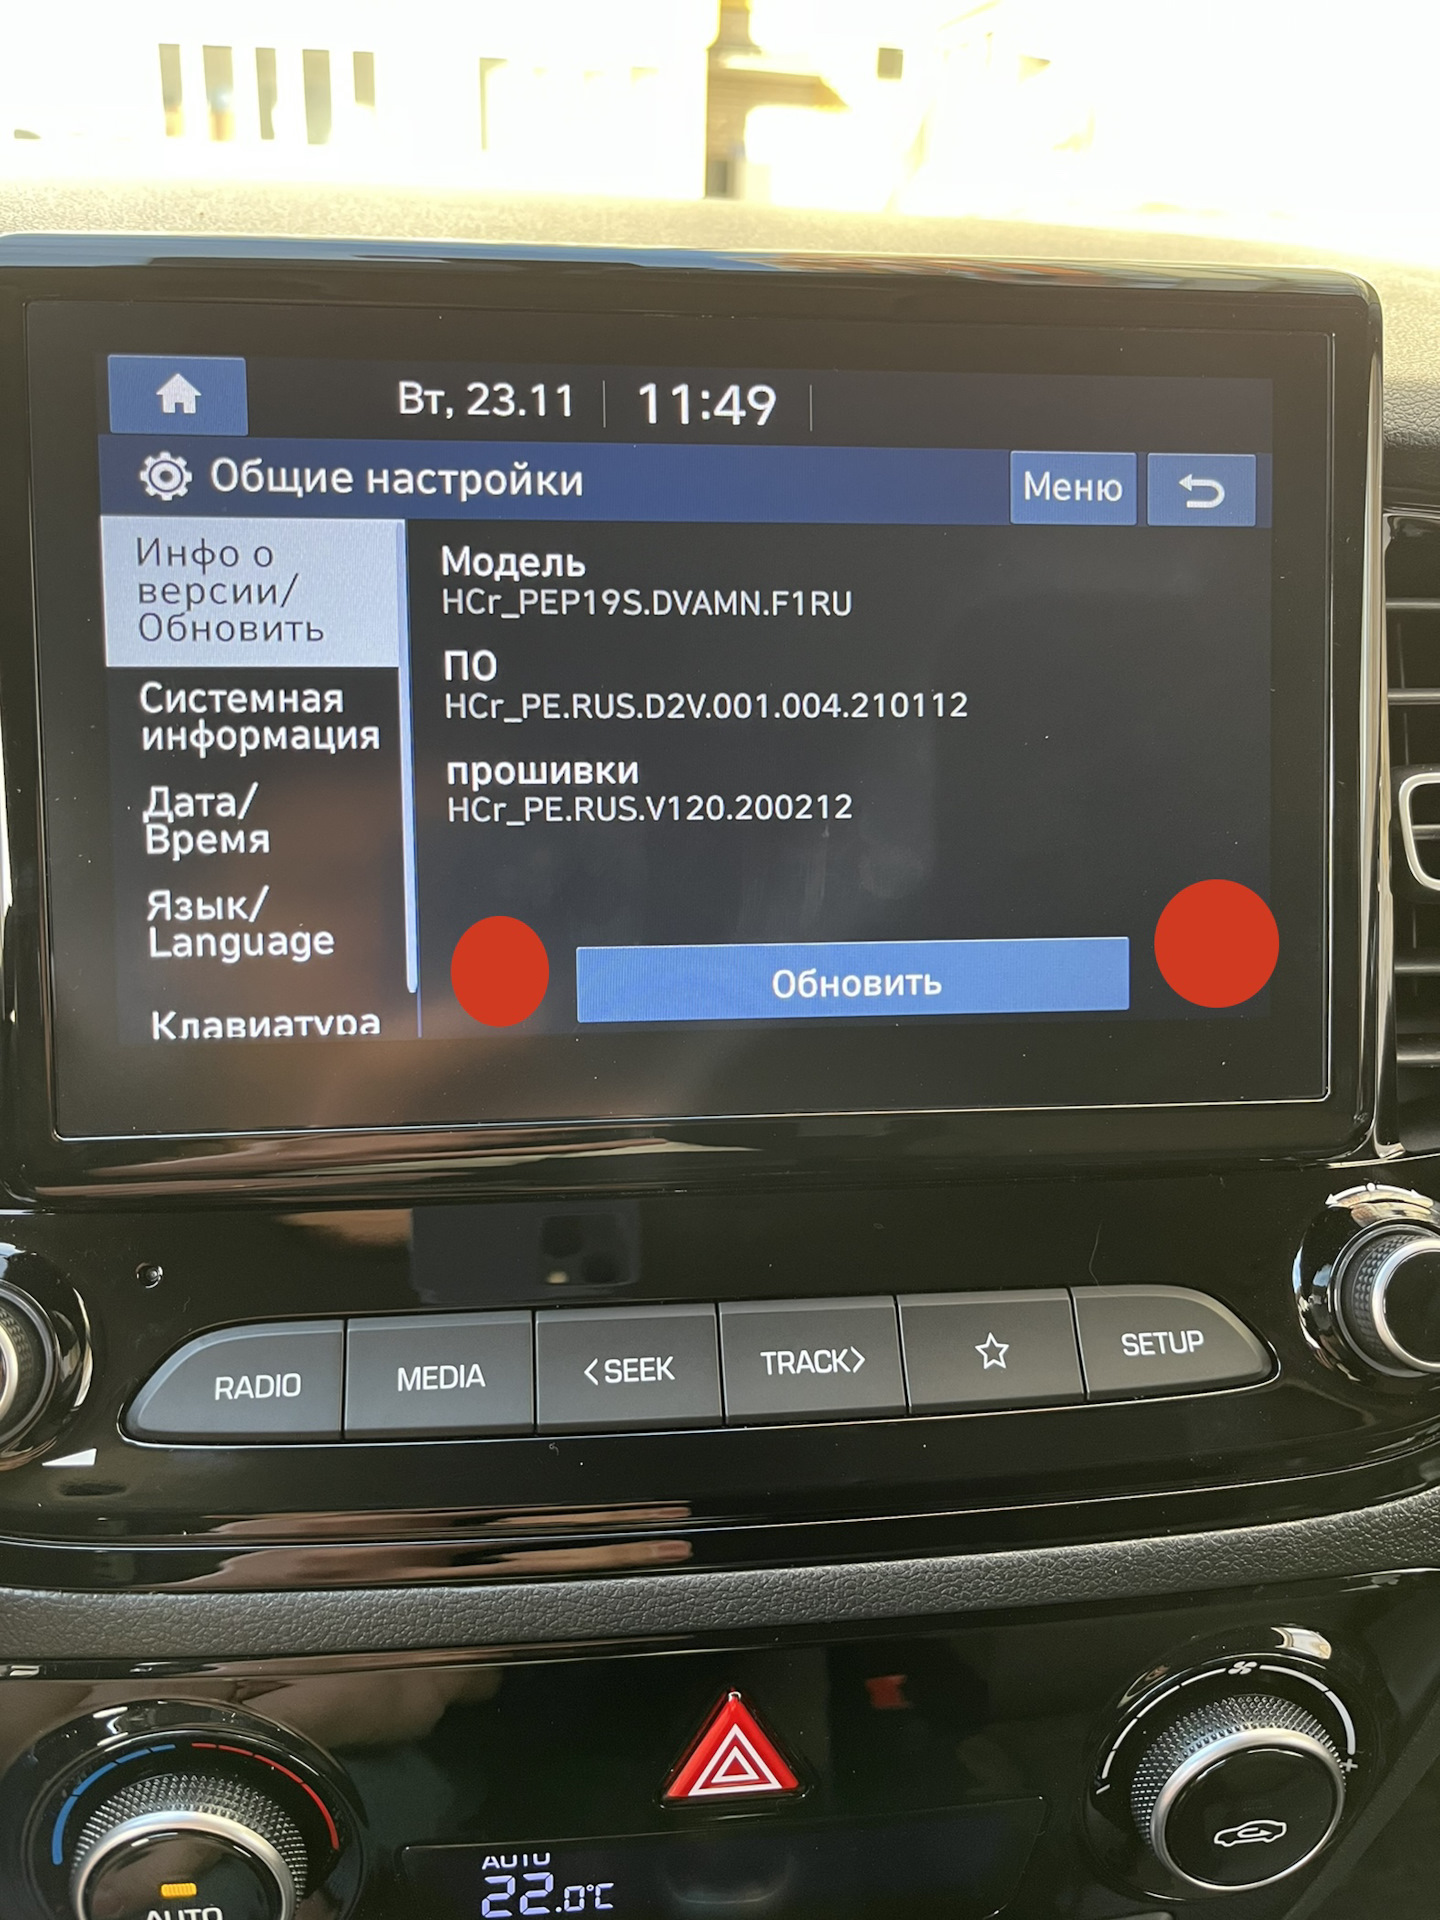 Вт, 23.11
11:49
Общие настройки
Меню
Инфо о
версии/
Обновить
Системная
информация
Дата/
Время
Язык/
Language
Клавиатура
Модель
HCr_PEP19S.DVAMN.F1RU
ПО
HCr_PE.RUS.D2V.001.004.210112
прошивки
HCr_PE.RUS.V120.200212
Обновить
RADIO
MEDIA
<SEEK
TRACK>
SETUP
AUTO
22.0°C
AUTO